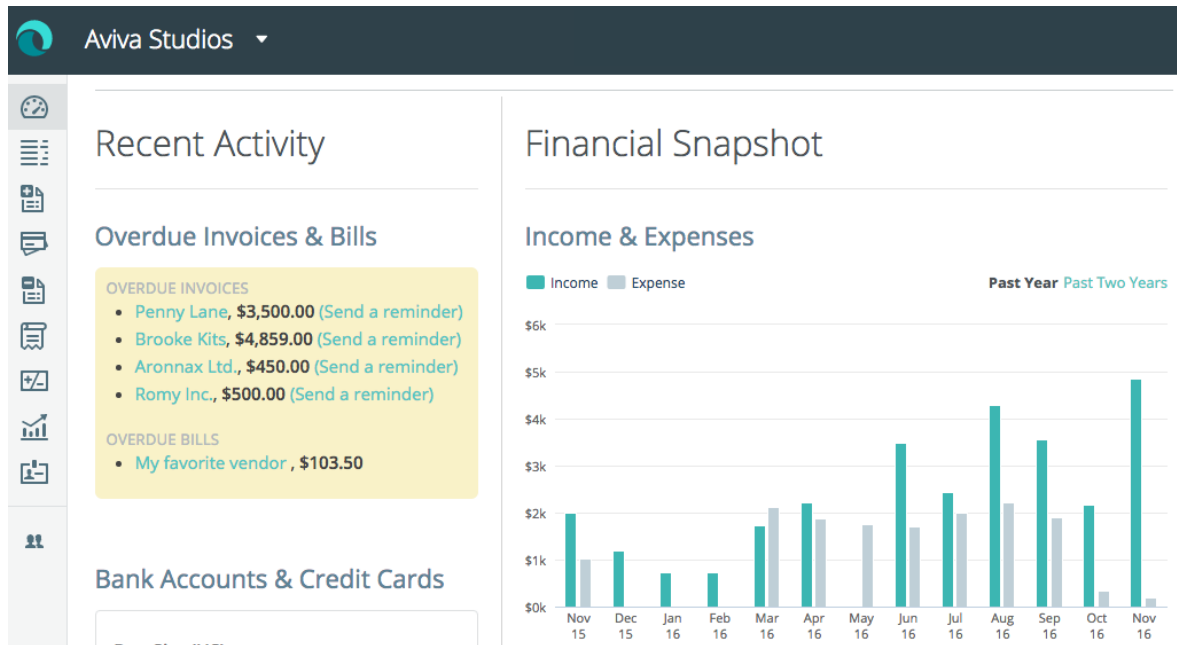 Aviva Studios
Recent Activity
Overdue Invoices & Bills
OVERDUE INVOICES
• Penny Lane, $3,500.00 (Send a reminder)
• Brooke Kits, $4,859.00 (Send a reminder)
• Aronnax Ltd., $450.00 (Send a reminder)
• Romy Inc., $500.00 (Send a reminder)
OVERDUE BILLS
• My favorite vendor , $103.50
Bank Accounts & Credit Cards
Financial Snapshot
Income & Expenses
Income Expense
Past Year Past Two Years
$6k
$5k
$4k
$3k
$2k
$1k
$0k
Nov Dec Jan Feb Mar Apr May Jun Jul Aug Sep Oct Nov
15 15 16 16 16 16 16 16 16 16 16 16 16